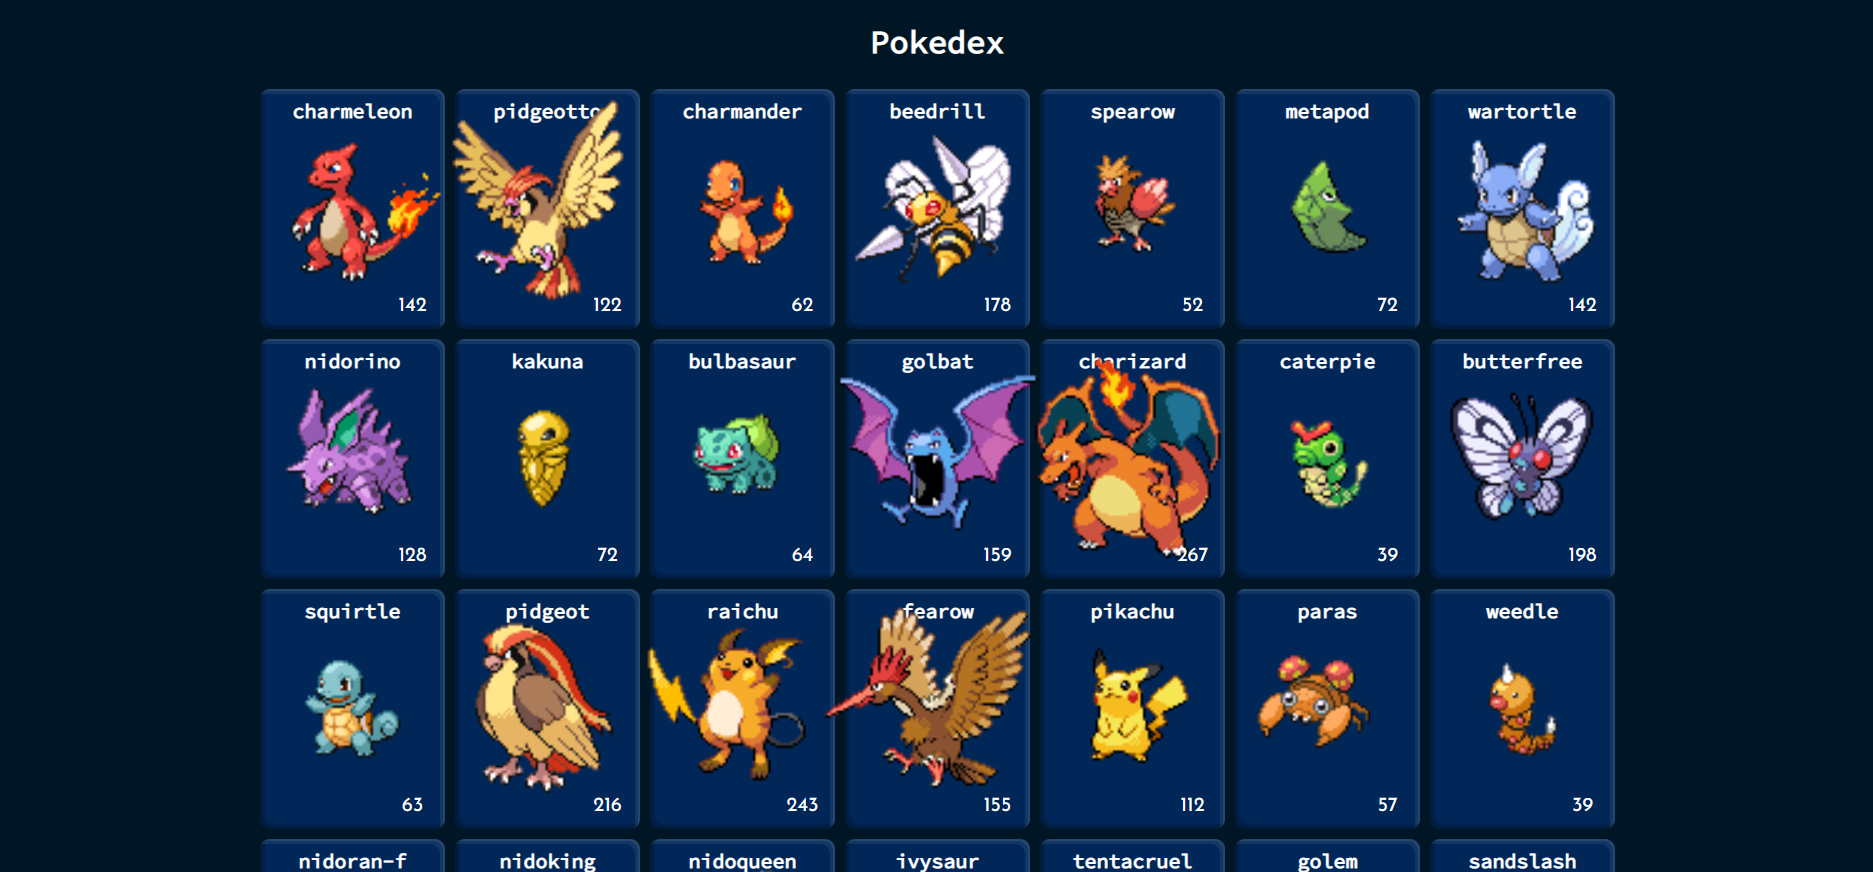 Pokedex
charmeleon pidgeotto charmander beedrill spearow metapod wartortle
142 122 62 178 52 72 142
nidorino kakuna bulbasaur golbat charizard caterpie butterfree
128 72 64 159 267 39 198
squirtle pidgeot raichu fearow pikachu paras weedle
63 216 243 155 112 57 39
nidoran-f nidoking nidoqueen ivysaur tentacruel golem sandslash